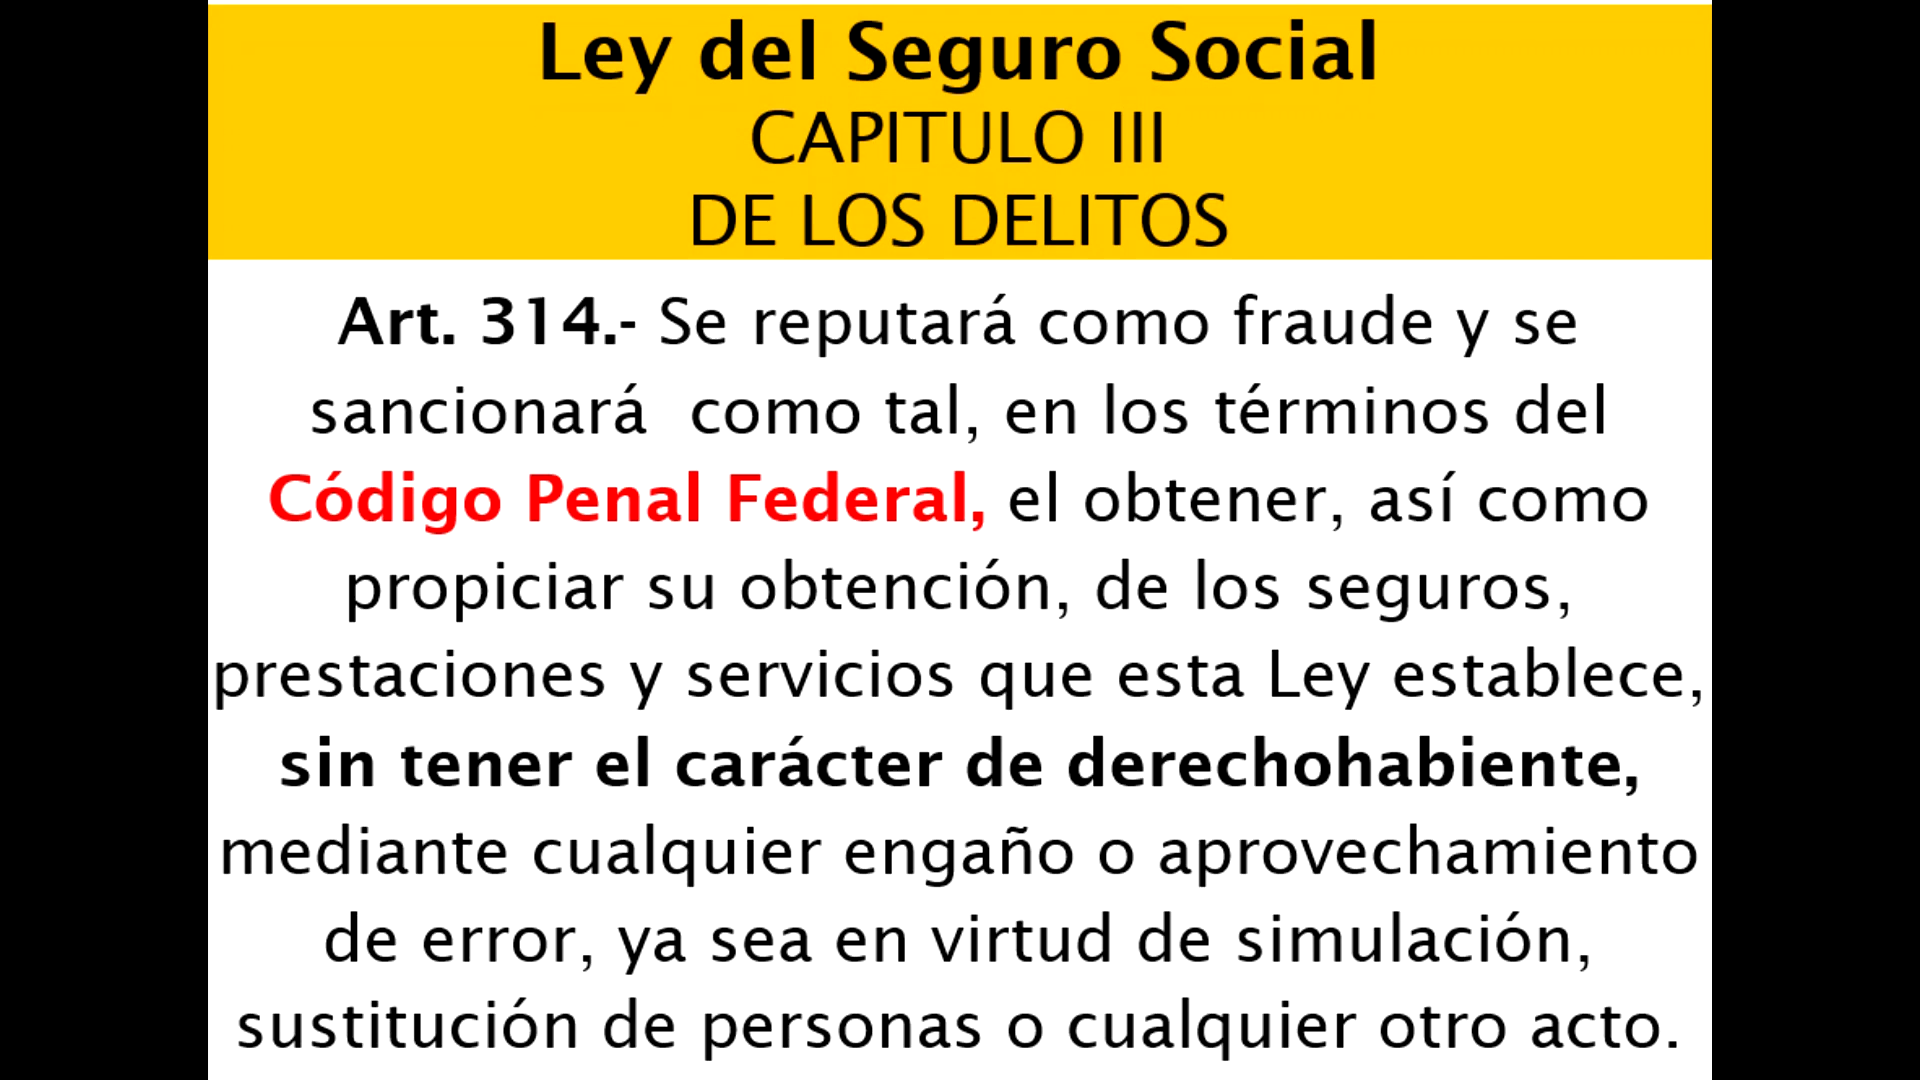 Ley del Seguro Social
CAPITULO III
DE LOS DELITOS
Art. 314.- Se reputará como fraude y se
sancionará como tal, en los términos del
Código Penal Federal, el obtener, así como
propiciar su obtención, de los seguros,
prestaciones y servicios que esta Ley establece,
sin tener el carácter de derechohabiente,
mediante cualquier engaño o aprovechamiento
de error, ya sea en virtud de simulación,
sustitución de personas o cualquier otro acto.